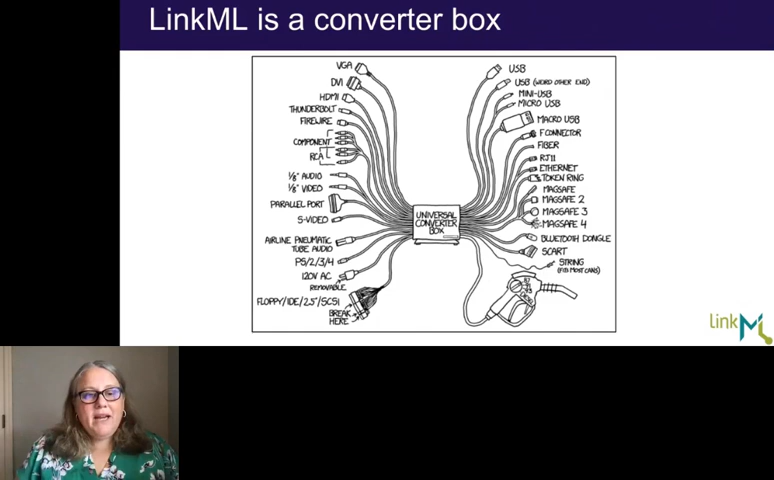 LinkML is a converter box
VGA
DVI
HDMI
THUNDERBOLT
FIREWIRE
COMPONENT
RCA
1/8" AUDIO
1/8" VIDEO
PARALLEL PORT
S-VIDEO
AIRLINE PNEUMATIC
TUBE AUDIO
PS/2/3/4
120V AC
REMOVABLE
FLOPPY/IDE/2.5"/SCSI
BREAK
HERE
UNIVERSAL
CONVERTER
BOX
USB
USB (WEIRD OTHER END)
MINI-USB
MICRO USB
MACRO USB
F CONNECTOR
FIBER
RJ11
ETHERNET
TOKEN RING
MAGSAFE
MAGSAFE 2
MAGSAFE 3
MAGSAFE 4
BLUETOOTH DONGLE
SCART
STRING
(FITS MOST CANS)
linkML